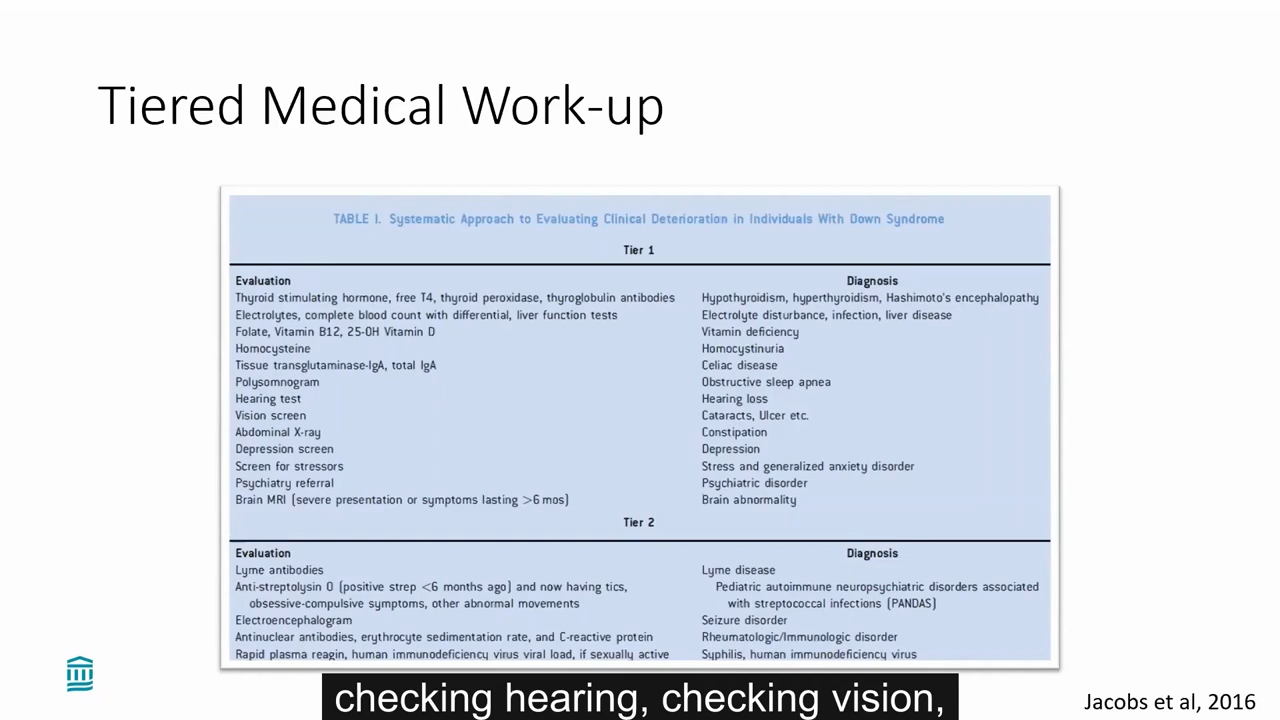 Tiered Medical Work-up
TABLE I. Systematic Approach to Evaluating Clinical Deterioration in Individuals With Down Syndrome
Tier 1
Evaluation Diagnosis
Thyroid stimulating hormone, free T4, thyroid peroxidase, thyroglobulin antibodies Hypothyroidism, hyperthyroidism, Hashimoto's encephalopathy
Electrolytes, complete blood count with differential, liver function tests Electrolyte disturbance, infection, liver disease
Folate, Vitamin B12, 25-OH Vitamin D Vitamin deficiency
Homocysteine Homocystinuria
Tissue transglutaminase-IgA, total IgA Celiac disease
Polysomnogram Obstructive sleep apnea
Hearing test Hearing loss
Vision screen Cataracts, Ulcer etc.
Abdominal X-ray Constipation
Depression screen Depression
Screen for stressors Stress and generalized anxiety disorder
Psychiatry referral Psychiatric disorder
Brain MRI (severe presentation or symptoms lasting >6 mos) Brain abnormality
Tier 2
Evaluation Diagnosis
Lyme antibodies Lyme disease
Anti-streptolysin O (positive strep <6 months ago) and now having tics, Pediatric autoimmune neuropsychiatric disorders associated
obsessive-compulsive symptoms, other abnormal movements with streptococcal infections (PANDAS)
Electroencephalogram Seizure disorder
Antinuclear antibodies, erythrocyte sedimentation rate, and C-reactive protein Rheumatologic/Immunologic disorder
Rapid plasma reagin, human immunodeficiency virus viral load, if sexually active Syphilis, human immunodeficiency virus
checking hearing, checking vision,
Jacobs et al, 2016